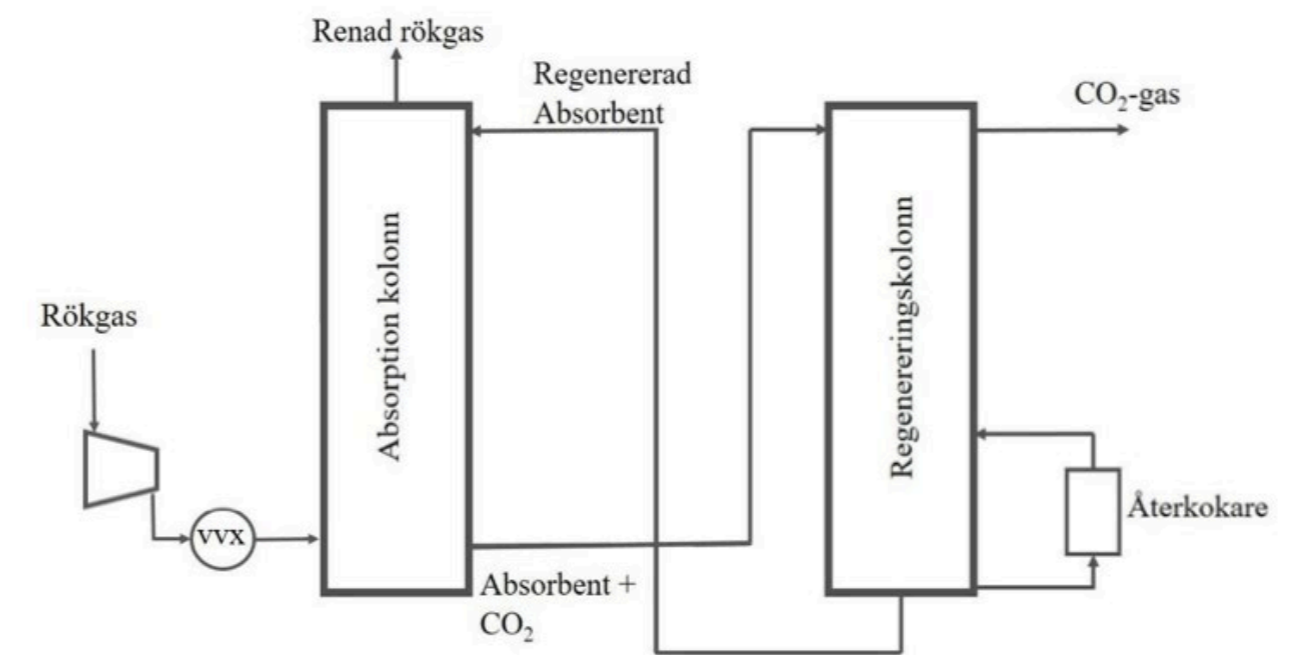 Renad rökgas
Regenererad
Absorbent
CO₂-gas
Rökgas
Absorption kolonn
Regenereringskolonn
VVX
Återkokare
Absorbent +
CO₂